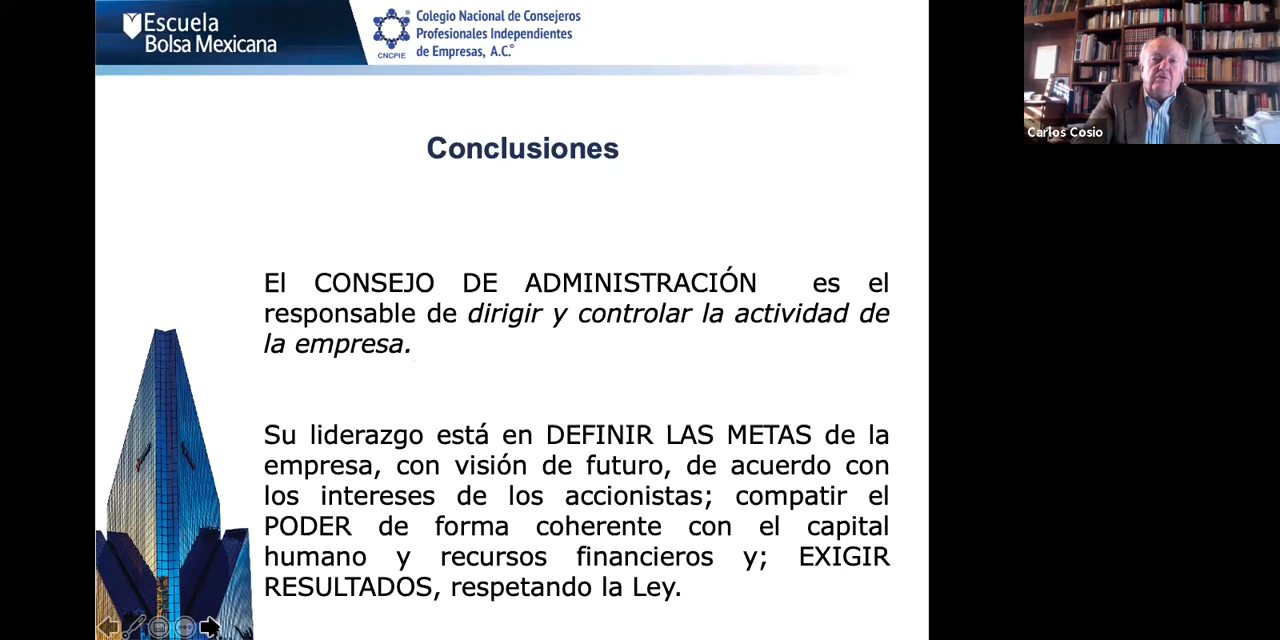 Escuela
Bolsa Mexicana
CNCPIE
Colegio Nacional de Consejeros
Profesionales Independientes
de Empresas, A.C.©
Carlos Cosio
Conclusiones
El CONSEJO DE ADMINISTRACIÓN es el
responsable de dirigir y controlar la actividad de
la empresa.
Su liderazgo está en DEFINIR LAS METAS de la
empresa, con visión de futuro, de acuerdo con
los intereses de los accionistas; compatir el
PODER de forma coherente con el capital
humano y recursos financieros y; EXIGIR
RESULTADOS, respetando la Ley.